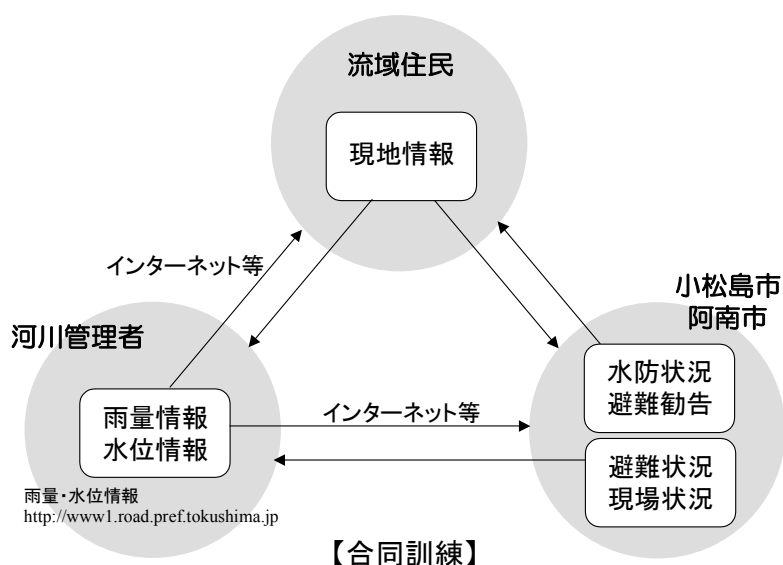 流域住民
現地情報
インターネット等
小松島市
阿南市
河川管理者
水防状況
避難勧告
雨量情報
水位情報
インターネット等
避難状況
現場状況
雨量・水位情報
http://www1.road.pref.tokushima.jp
【合同訓練】